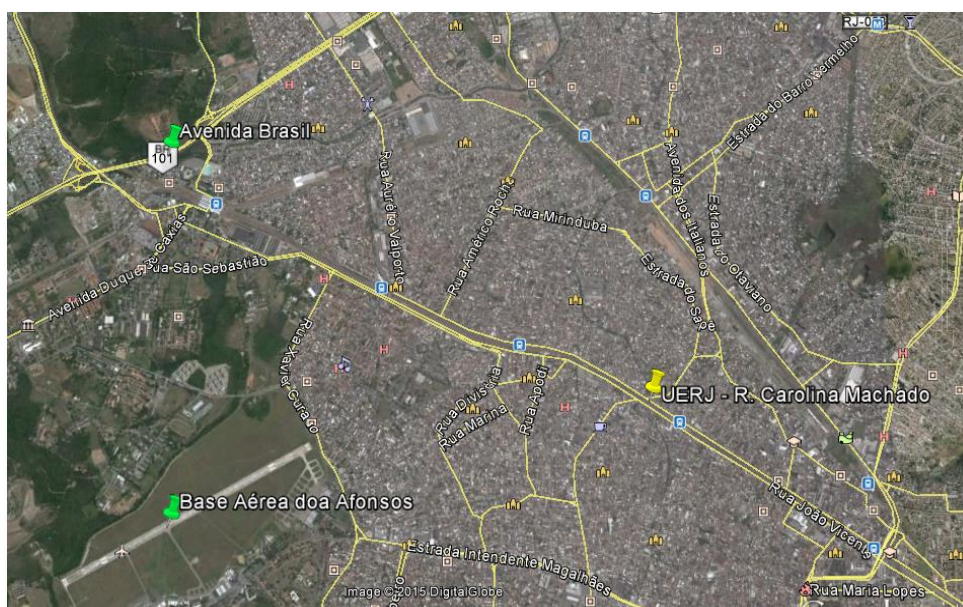 RJ-0
Estrada do Barro Vermelho
Avenida Brasil
BR
101
Avenida dos Italianos
Rua Aurélio Valporto
Rua Américo Roch
Rua Mirinduba
Estrada do Otaviano
Avenida Duque de Caxias
Rua São Sebastião
Estrada do Sapê
Rua Xavier Curado
Rua Divisória
Rua Marina
Rua Apodi
UERJ - R. Carolina Machado
Base Aérea doa Afonsos
Rua João Vicente
Estrada Intendente Magalhães
beiro
Image © 2015 DigitalGlobe
Rua Maria Lopes